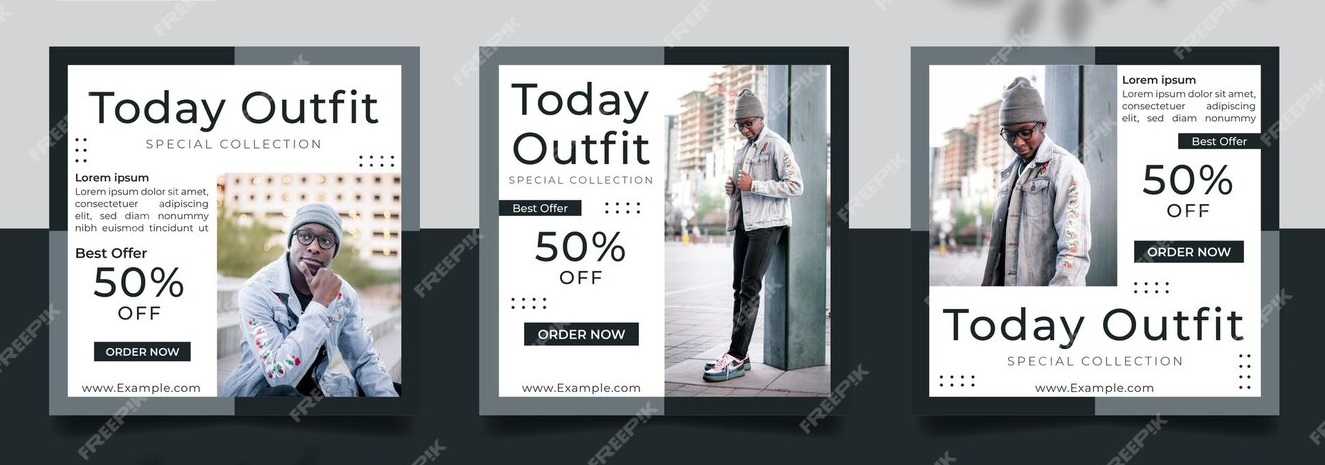 Today Outfit
SPECIAL COLLECTION
Lorem ipsum
Lorem ipsum dolor sit amet,
consectetuer adipiscing
elit, sed diam nonummy
nibh euismod tincidunt ut
Best Offer
50%
OFF
ORDER NOW
www.Example.com
Today
Outfit
SPECIAL COLLECTION
Best Offer
50%
OFF
ORDER NOW
www.Example.com
Lorem ipsum
Lorem ipsum dolor sit amet,
consectetuer adipiscing
elit, sed diam nonummy
Best Offer
50%
OFF
ORDER NOW
Today Outfit
SPECIAL COLLECTION
www.Example.com
FREEPIK